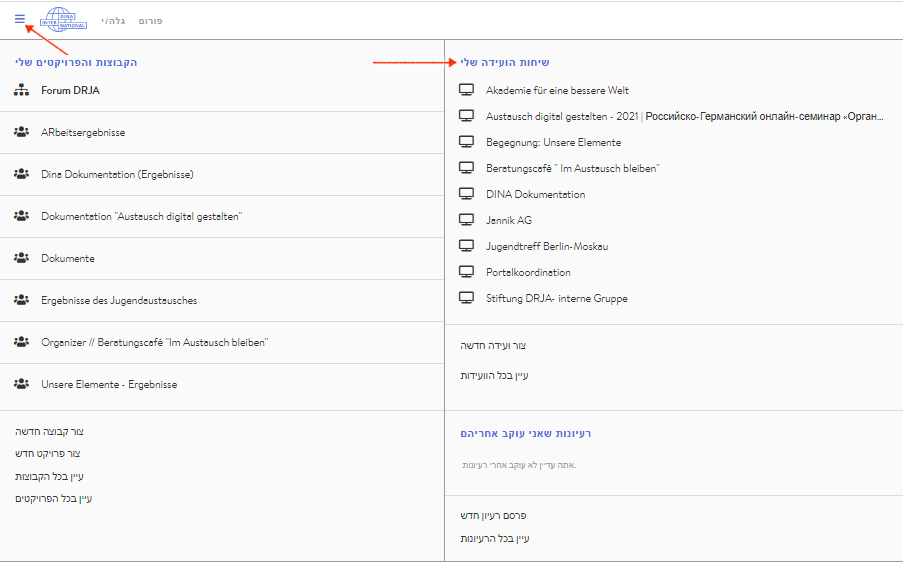 DINA
INTER NATIONAL
גלה/י
פורום
הקבוצות והפרויקטים שלי
Forum DRJA
ARbeitsergebnisse
Dina Dokumentation (Ergebnisse)
Dokumentation "Austausch digital gestalten"
Dokumente
Ergebnisse des Jugendaustausches
Organizer // Beratungscafé "Im Austausch bleiben"
Unsere Elemente - Ergebnisse
צור קבוצה חדשה
צור פרויקט חדש
עיין בכל הקבוצות
עיין בכל הפרויקטים
שיחות הועידה שלי
Akademie für eine bessere Welt
Austausch digital gestalten - 2021 | Российско-Германский онлайн-семинар «Орган...
Begegnung: Unsere Elemente
Beratungscafé " Im Austausch bleiben"
DINA Dokumentation
Jannik AG
Jugendtreff Berlin-Moskau
Portalkoordination
Stiftung DRJA- interne Gruppe
צור ועידה חדשה
עיין בכל הוועידות
רעיונות שאני עוקב אחריהם
אתה עדיין לא עוקב אחרי רעיונות.
פרסם רעיון חדש
עיין בכל הרעיונות